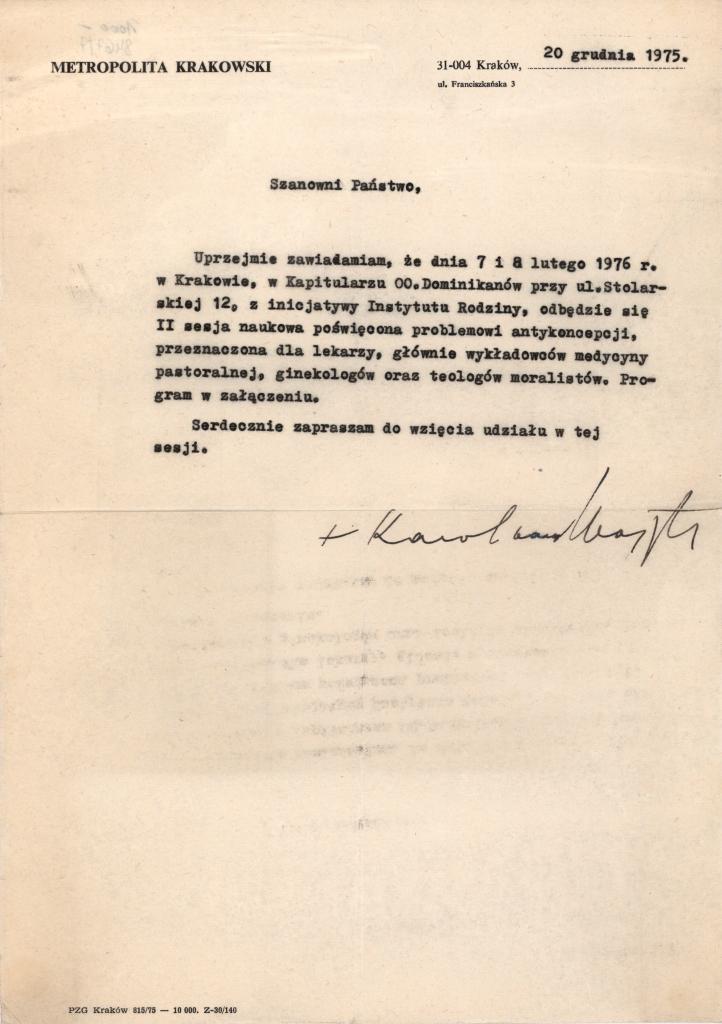 METROPOLITA KRAKOWSKI
31-004 Kraków, 20 grudnia 1975.
ul. Franciszkańska 3
Szanowni Państwo,
Uprzejmie zawiadamiam, że dnia 7 i 8 lutego 1976 r.
w Krakowie, w Kapitularzu OO.Dominikanów przy ul.Stolar-
skiej 12, z inicjatywy Instytutu Rodziny, odbędzie się
II sesja naukowa poświęcona problemowi antykoncepcji,
przeznaczona dla lekarzy, głównie wykładowców medycyny
pastoralnej, ginekologów oraz teologów moralistów. Pro-
gram w załączeniu.
Serdecznie zapraszam do wzięcia udziału w tej
sesji.
+ Karol
PZG Kraków 815/75 — 10 000. Z-30/140